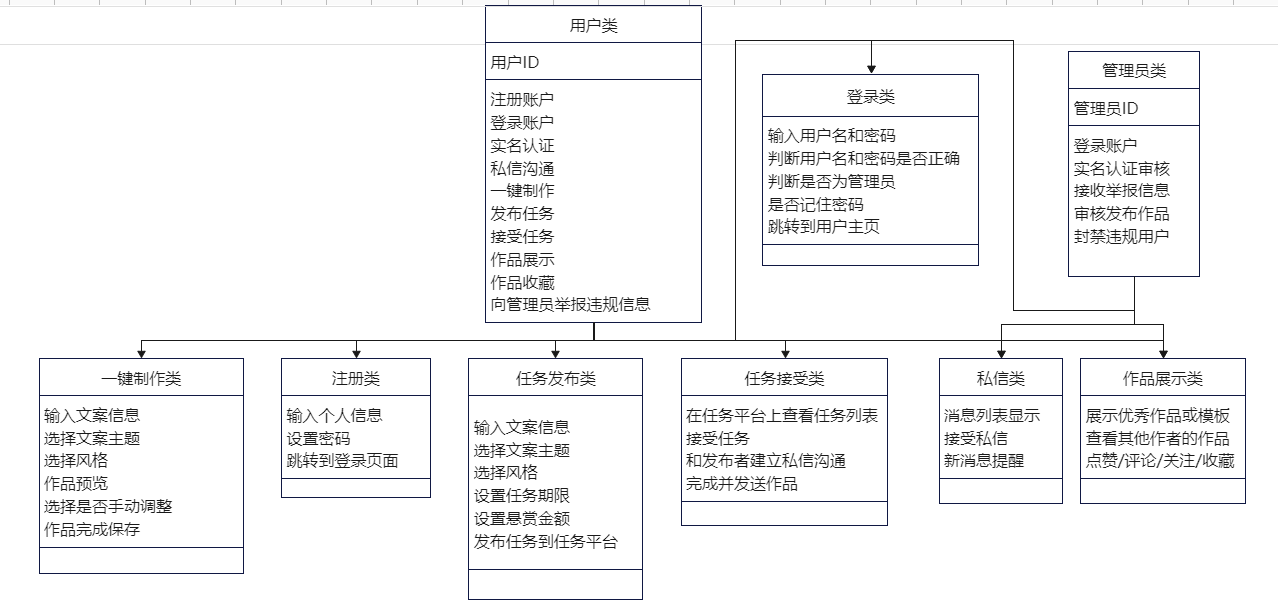 用户类
用户ID
注册账户
登录账户
实名认证
私信沟通
一键制作
发布任务
接受任务
作品展示
作品收藏
向管理员举报违规信息
登录类
输入用户名和密码
判断用户名和密码是否正确
判断是否为管理员
是否记住密码
跳转到用户主页
管理员类
管理员ID
登录账户
实名认证审核
接收举报信息
审核发布作品
封禁违规用户
一键制作类
输入文案信息
选择文案主题
选择风格
作品预览
选择是否手动调整
作品完成保存
注册类
输入个人信息
设置密码
跳转到登录页面
任务发布类
输入文案信息
选择文案主题
选择风格
设置任务期限
设置悬赏金额
发布任务到任务平台
任务接受类
在任务平台上查看任务列表
接受任务
和发布者建立私信沟通
完成并发送作品
私信类
消息列表显示
接受私信
新消息提醒
作品展示类
展示优秀作品或模板
查看其他作者的作品
点赞/评论/关注/收藏